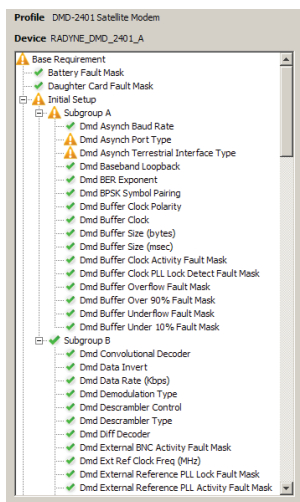 Profile DMD-2401 Satellite Modem
Device RADYNE_DMD_2401_A
Base Requirement
Battery Fault Mask
Daughter Card Fault Mask
Initial Setup
Subgroup A
Dmd Asynch Baud Rate
Dmd Asynch Port Type
Dmd Asynch Terrestrial Interface Type
Dmd Baseband Loopback
Dmd BER Exponent
Dmd BPSK Symbol Pairing
Dmd Buffer Clock Polarity
Dmd Buffer Clock
Dmd Buffer Size (bytes)
Dmd Buffer Size (msec)
Dmd Buffer Clock Activity Fault Mask
Dmd Buffer Clock PLL Lock Detect Fault Mask
Dmd Buffer Overflow Fault Mask
Dmd Buffer Over 90% Fault Mask
Dmd Buffer Underflow Fault Mask
Dmd Buffer Under 10% Fault Mask
Subgroup B
Dmd Convolutional Decoder
Dmd Data Invert
Dmd Data Rate (Kbps)
Dmd Demodulation Type
Dmd Descrambler Control
Dmd Descrambler Type
Dmd Diff Decoder
Dmd External BNC Activity Fault Mask
Dmd Ext Ref Clock Freq (MHz)
Dmd External Reference PLL Lock Fault Mask
Dmd External Reference PLL Activity Fault Mask